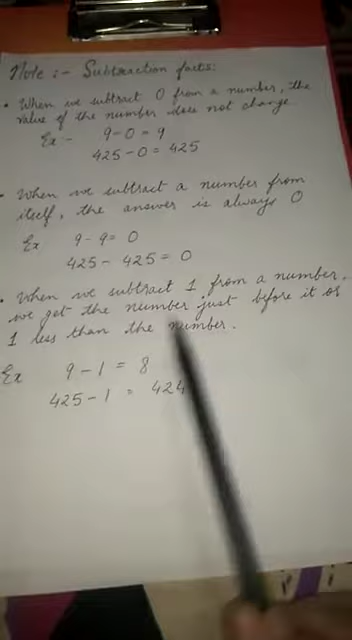 Note :- Subtraction facts:
• When we subtract 0 from a number, the
value of the number does not change.
Ex :- 9-0 = 9
425-0 = 425
• When we subtract a number from
itself, the answer is always 0
Ex 9-9 = 0
425-425 = 0
• When we subtract 1 from a number,
we get the number just before it or
1 less than the number.
Ex 9-1 = 8
425-1 = 424